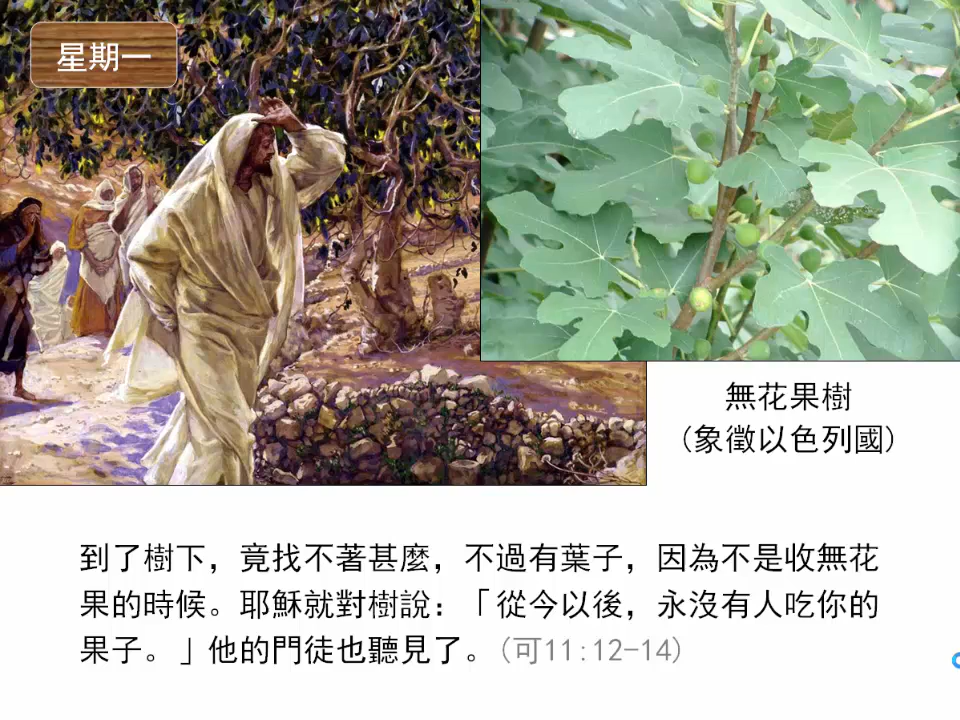 星期一
無花果樹
(象徵以色列國)
到了樹下，竟找不著甚麼，不過有葉子，因為不是收無花
果的時候。耶穌就對樹說：「從今以後，永沒有人吃你的
果子。」他的門徒也聽見了。(可11:12-14)